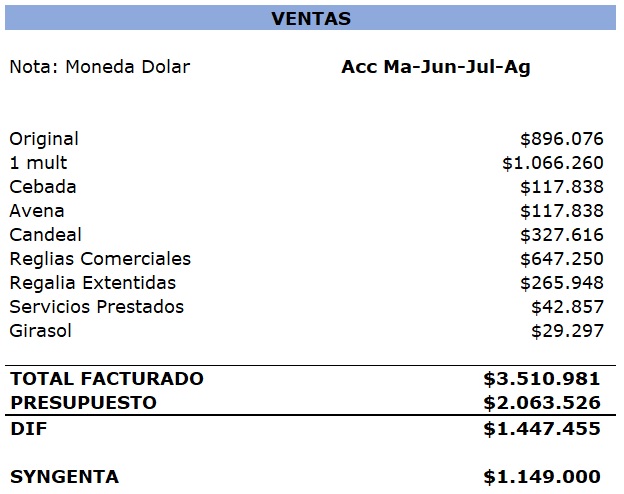 VENTAS
Nota: Moneda Dolar Acc Ma-Jun-Jul-Ag
Original $896.076
1 mult $1.066.260
Cebada $117.838
Avena $117.838
Candeal $327.616
Reglias Comerciales $647.250
Regalia Extentidas $265.948
Servicios Prestados $42.857
Girasol $29.297
TOTAL FACTURADO $3.510.981
PRESUPUESTO $2.063.526
DIF $1.447.455
SYNGENTA $1.149.000